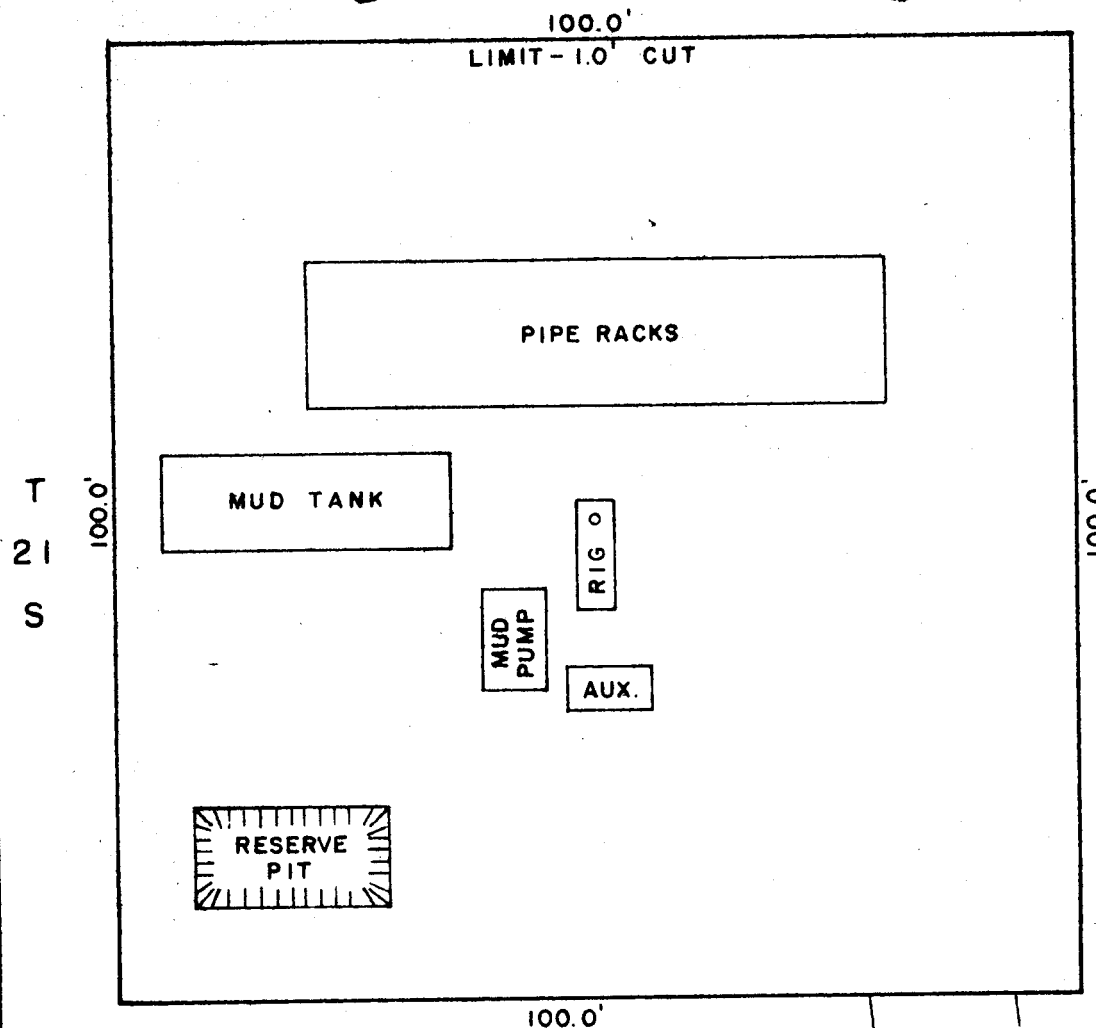 100.0'
LIMIT - 1.0' CUT
PIPE RACKS
MUD TANK
T
21
S
100.0'
100.0'
RIG
MUD
PUMP
AUX.
RESERVE
PIT
100.0'